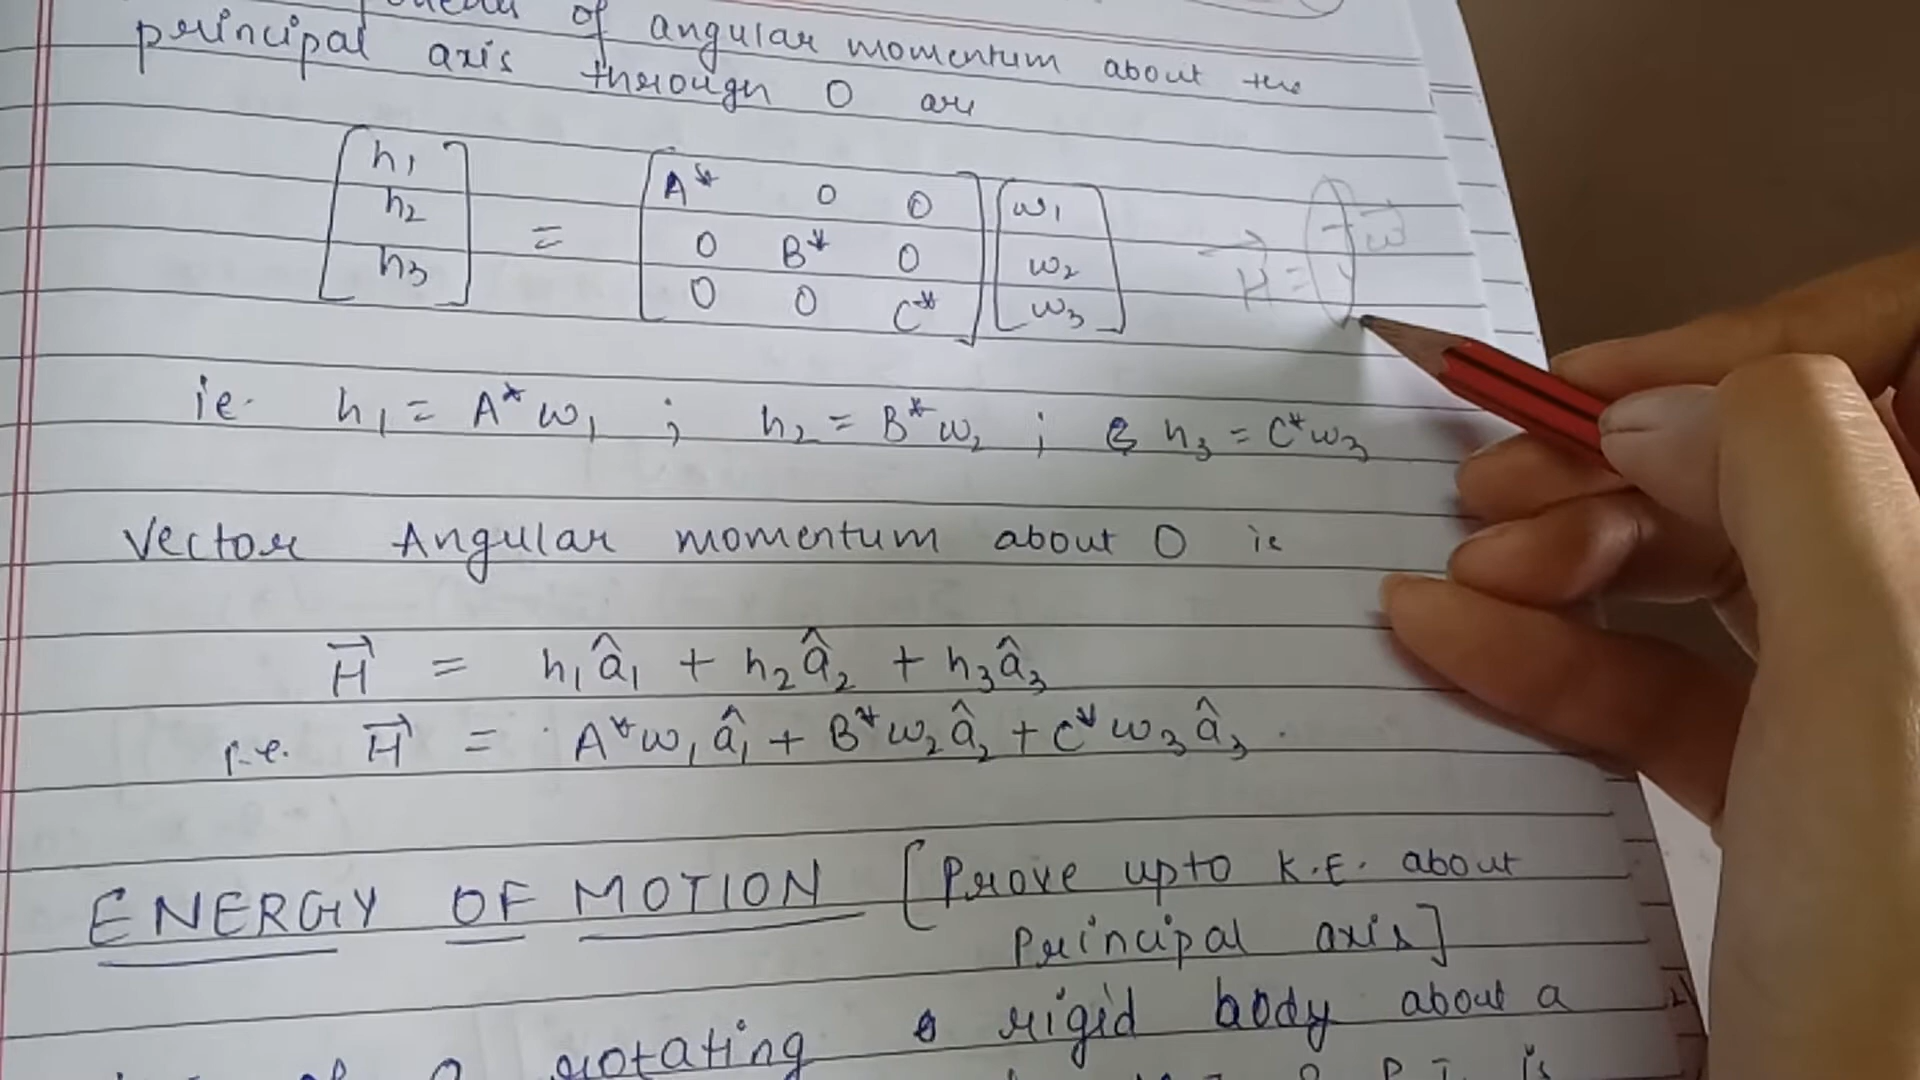 of angular momentum about the
principal axis through O are
[h1 h2 h3] = [A* 0 0; 0 B* 0; 0 0 C*] [ω1 ω2 ω3] H⃗ = I ω⃗
ie. h1 = A*ω1 ; h2 = B*ω2 ; & h3 = C*ω3
Vector Angular momentum about O is
H⃗ = h1â1 + h2â2 + h3â3
i.e. H⃗ = A*ω1â1 + B*ω2â2 + C*ω3â3.
ENERGY OF MOTION [Prove upto K.E. about
Principal axis]
rotating rigid body about a
is